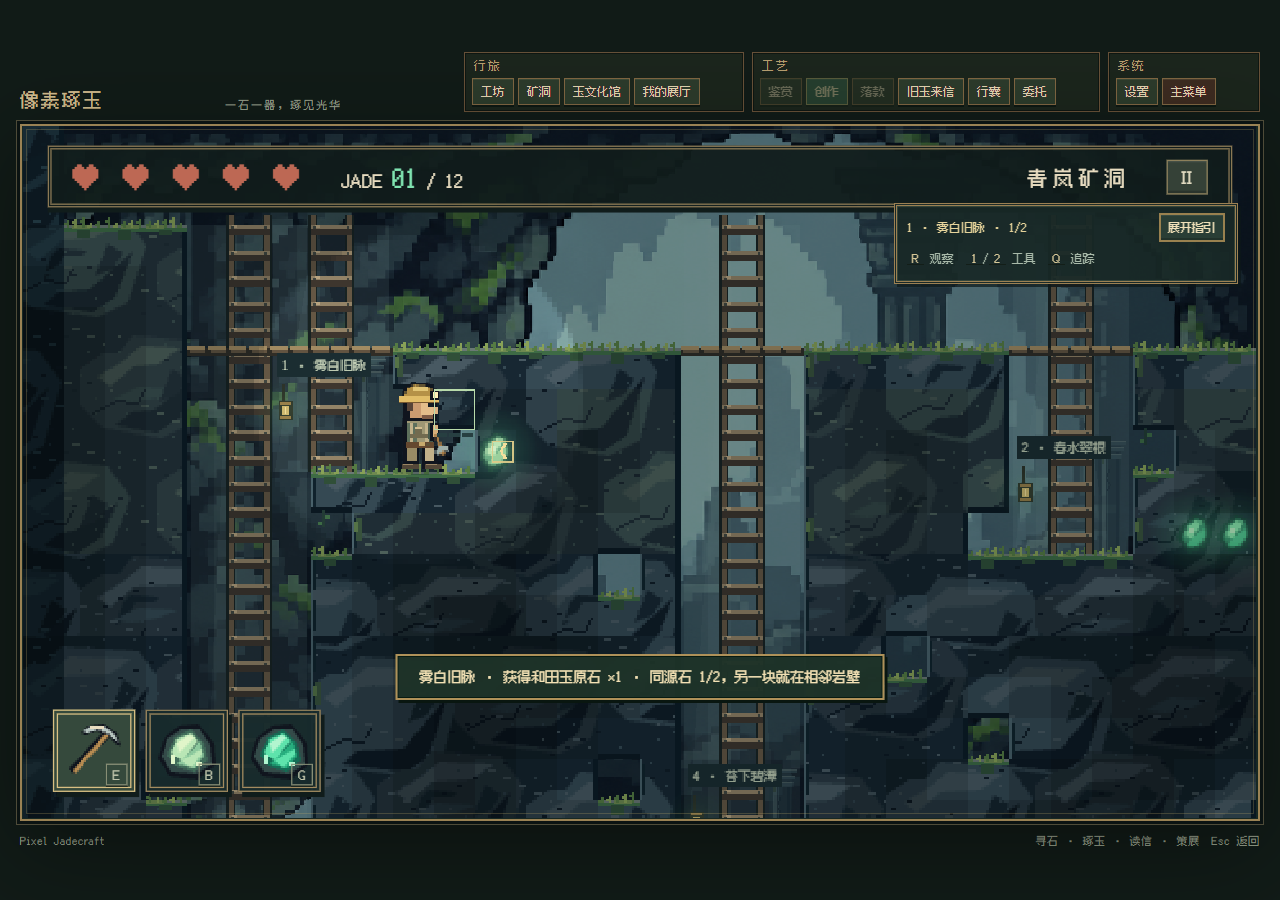 行旅
工艺
系统
像素琢玉
一石一器，琢见光华
工坊 矿洞 玉文化馆 我的展厅
鉴赏 创作 落款 旧玉来信 行囊 委托
设置 主菜单
JADE 01 / 12
青岚矿洞
II
1 · 雾白旧脉 · 1/2
展开指引
R 观察 1 / 2 工具 Q 追踪
1 · 雾白旧脉
2 · 春水翠根
雾白旧脉 · 获得和田玉原石 ×1 · 同源石 1/2，另一块就在相邻岩壁
4 · 苔下碧潭
E
B
G
Pixel Jadecraft
寻石 · 琢玉 · 读信 · 策展 Esc 返回